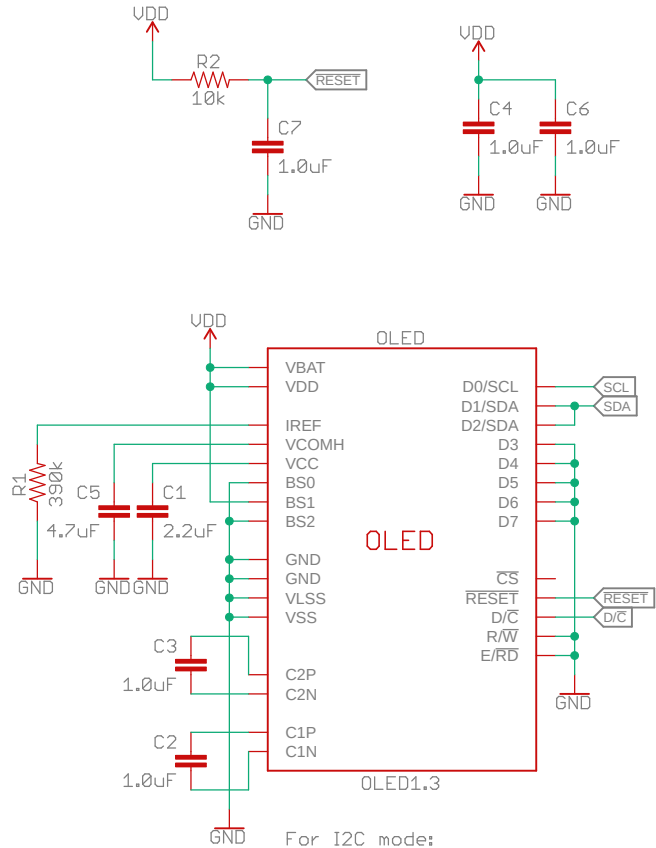 VDD
R2
10k
RESET
C7
1.0uF
GND
VDD
C4
1.0uF
C6
1.0uF
GND
GND
VDD
OLED
VBAT
VDD
IREF
VCOMH
VCC
BS0
BS1
BS2
GND
GND
VLSS
VSS
C2P
C2N
C1P
C1N
D0/SCL
D1/SDA
D2/SDA
D3
D4
D5
D6
D7
CS
RESET
D/C
R/W
E/RD
OLED
SCL
SDA
RESET
D/C
GND
R1
390k
C5
4.7uF
C1
2.2uF
GND
GND
GND
C3
1.0uF
C2
1.0uF
OLED1.3
GND
For I2C mode: